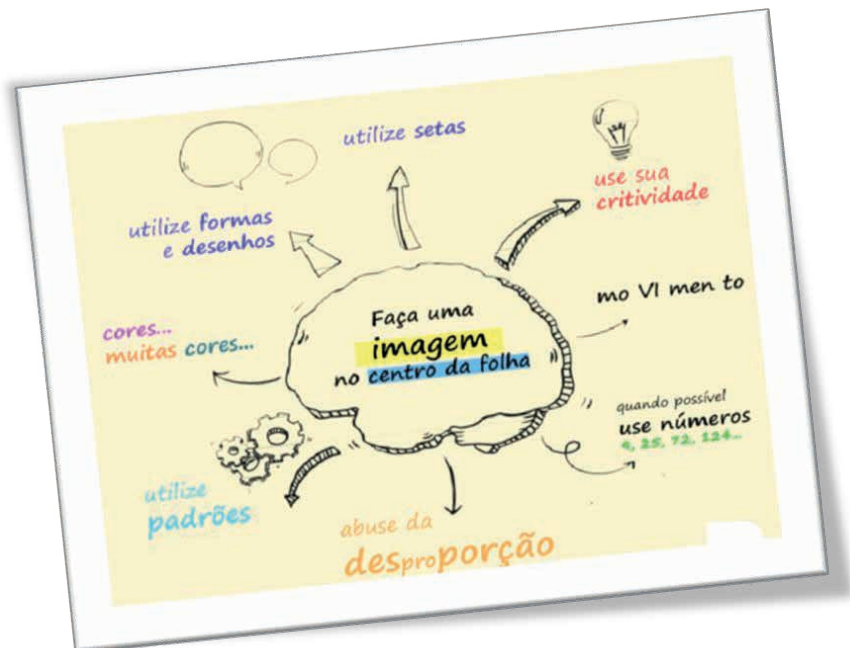 utilize setas
use sua
critividade
utilize formas
e desenhos
mo VI men to
Faça uma
imagem
no centro da folha
cores...
muitas cores...
quando possível
use números
4, 25, 72, 124...
utilize
padrões
abuse da
desproporção